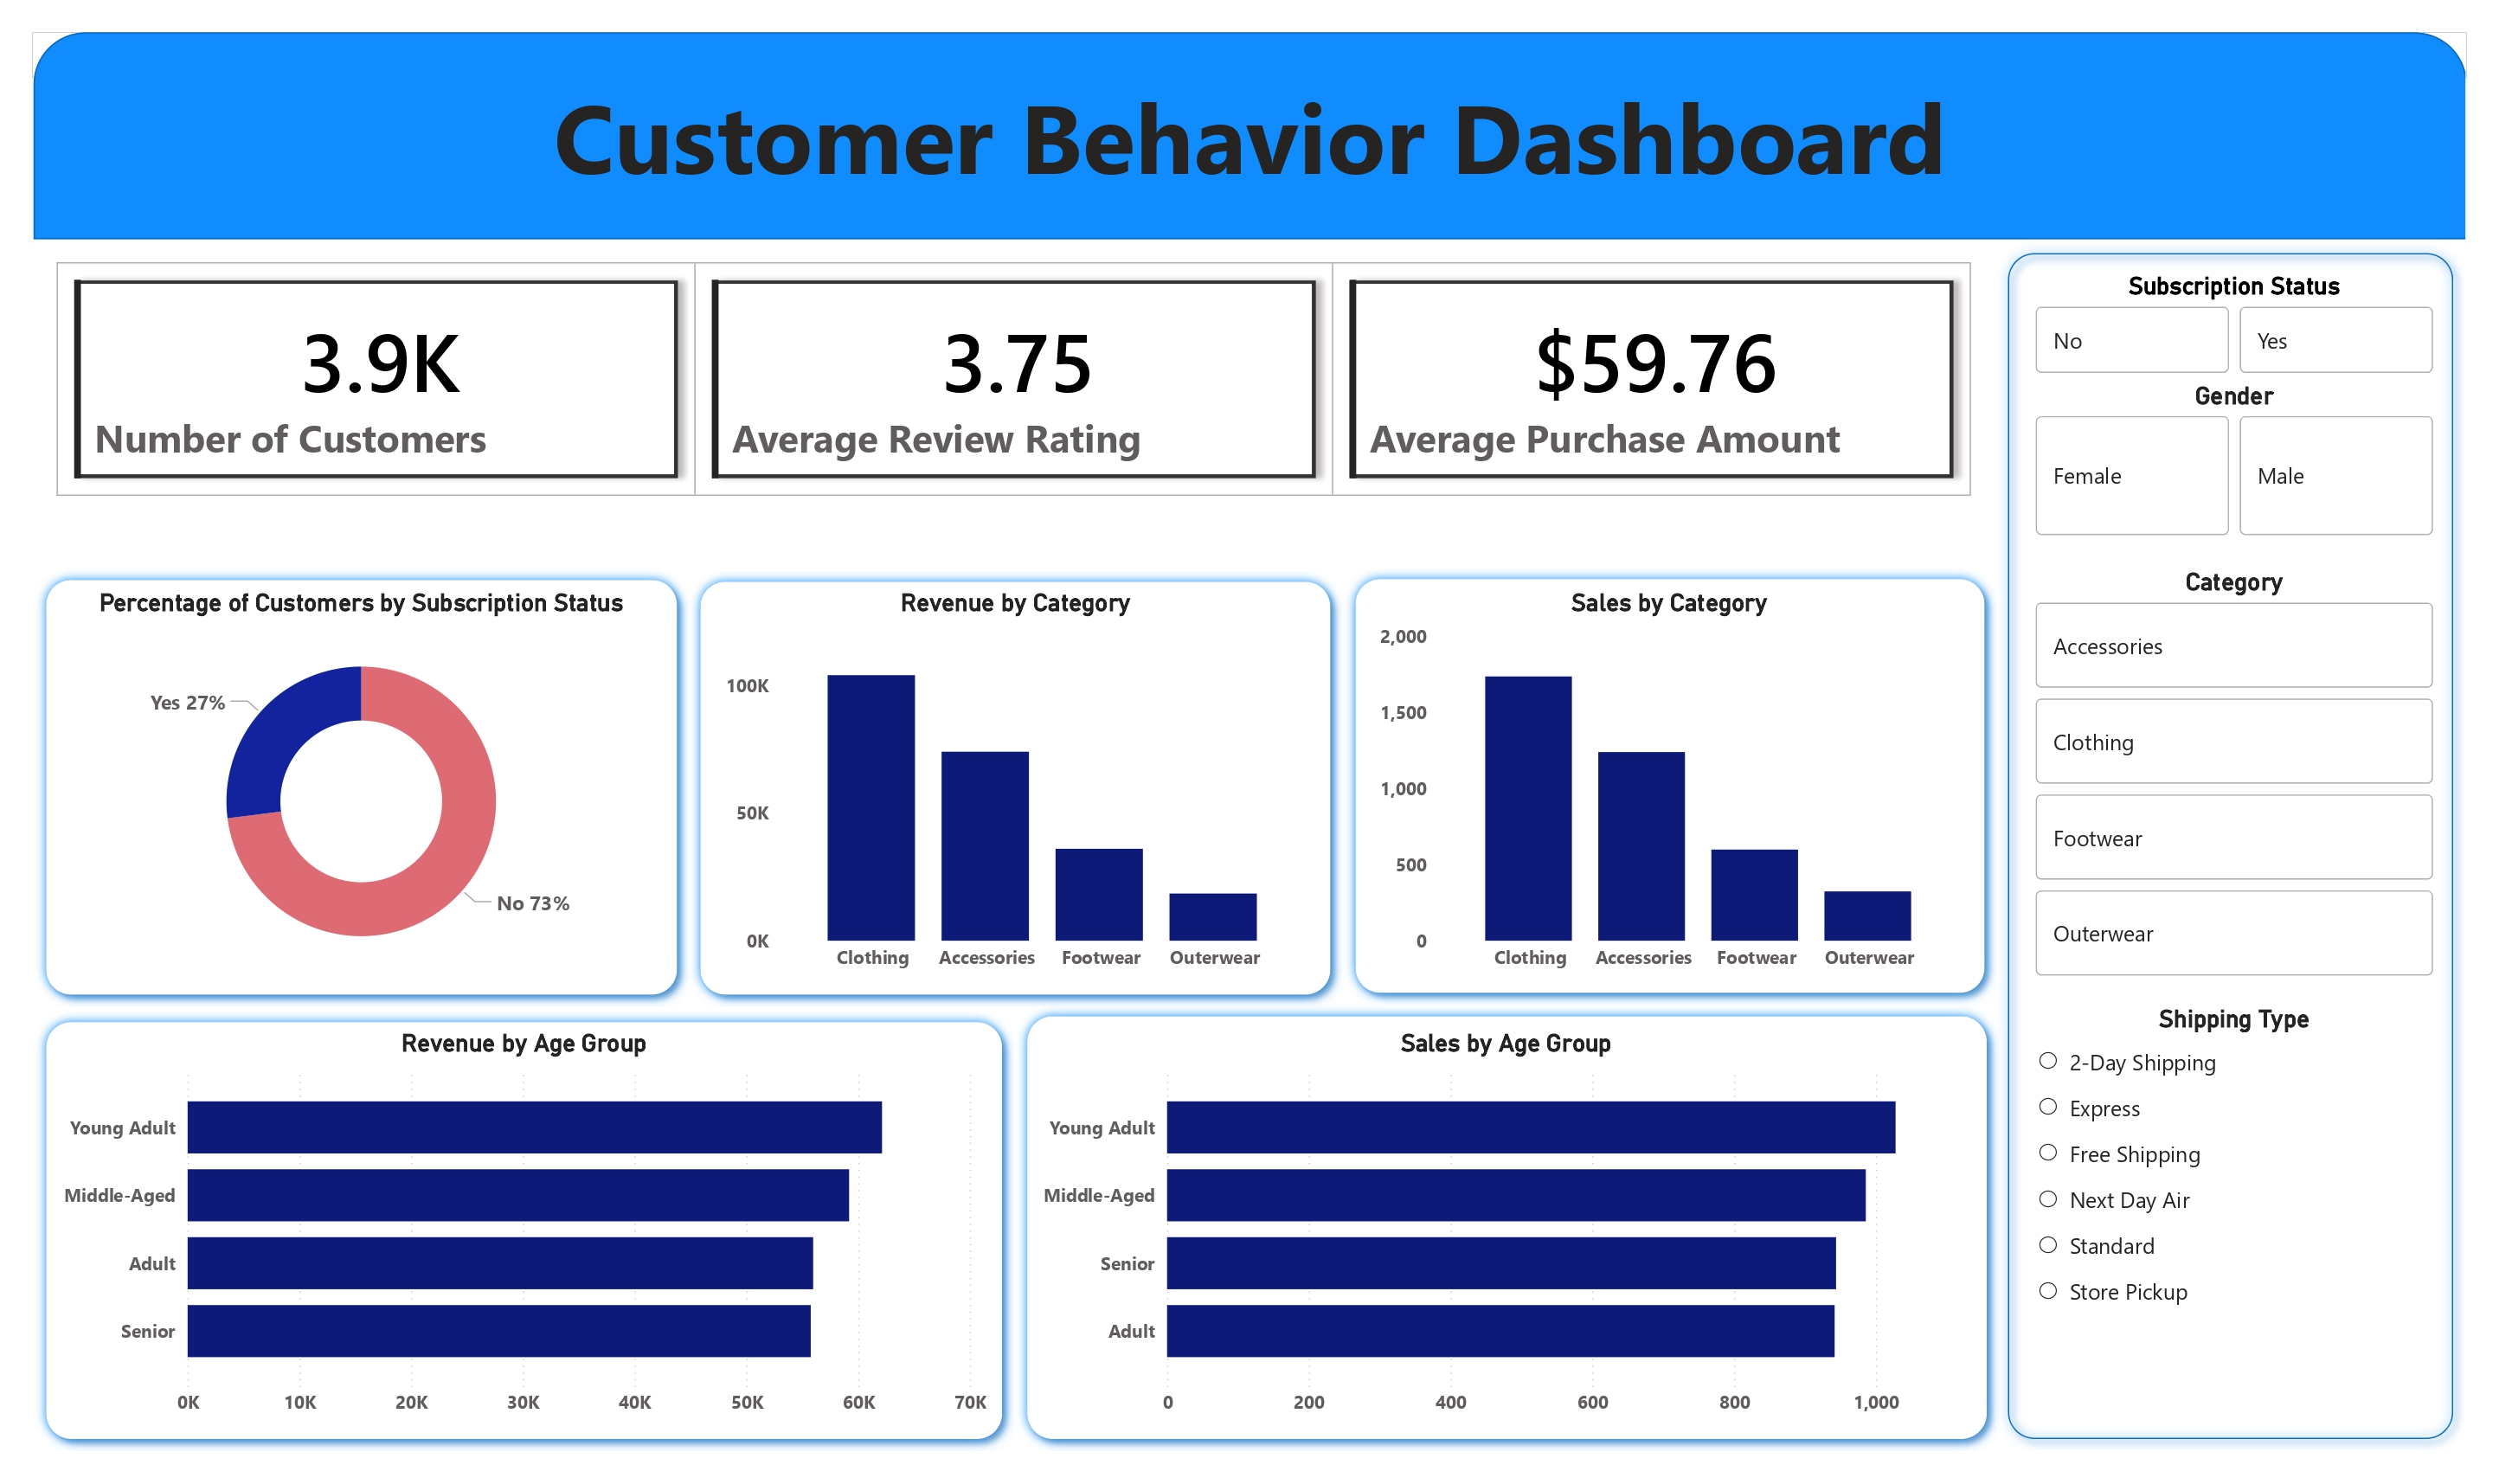 Customer Behavior Dashboard
3.9K
Number of Customers
3.75
Average Review Rating
$59.76
Average Purchase Amount
Subscription Status
No
Yes
Gender
Female
Male
Category
Accessories
Clothing
Footwear
Outerwear
Shipping Type
2-Day Shipping
Express
Free Shipping
Next Day Air
Standard
Store Pickup
Percentage of Customers by Subscription Status
Yes 27%
No 73%
Revenue by Category
100K
50K
0K
Clothing Accessories Footwear Outerwear
Sales by Category
2,000
1,500
1,000
500
0
Clothing Accessories Footwear Outerwear
Revenue by Age Group
Young Adult
Middle-Aged
Adult
Senior
0K 10K 20K 30K 40K 50K 60K 70K
Sales by Age Group
Young Adult
Middle-Aged
Senior
Adult
0 200 400 600 800 1,000